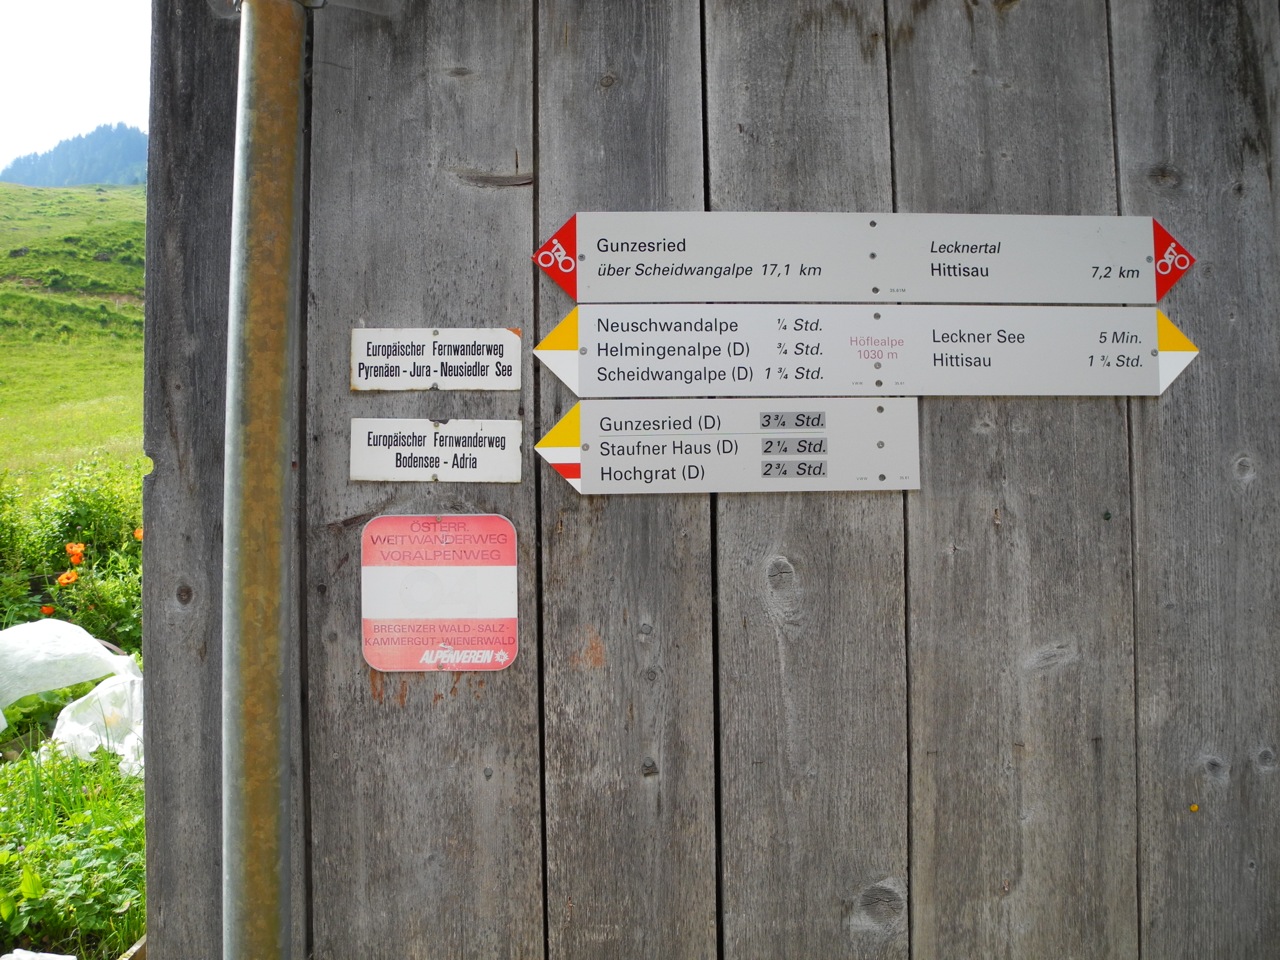 Gunzesried
über Scheidwangalpe 17,1 km
Lecknertal
Hittisau 7,2 km
Neuschwandalpe ¼ Std.
Helmingenalpe (D) ¾ Std.
Scheidwangalpe (D) 1 ¾ Std.
Höflealpe
1030 m
Leckner See 5 Min.
Hittisau 1 ¾ Std.
Gunzesried (D) 3 ¾ Std.
Staufner Haus (D) 2 ¼ Std.
Hochgrat (D) 2 ¾ Std.
Europäischer Fernwanderweg
Pyrenäen - Jura - Neusiedler See
Europäischer Fernwanderweg
Bodensee - Adria
ÖSTERR.
WEITWANDERWEG
VORALPENWEG
BREGENZER WALD-SALZ-
KAMMERGUT-WIENERWALD
ALPENVEREIN